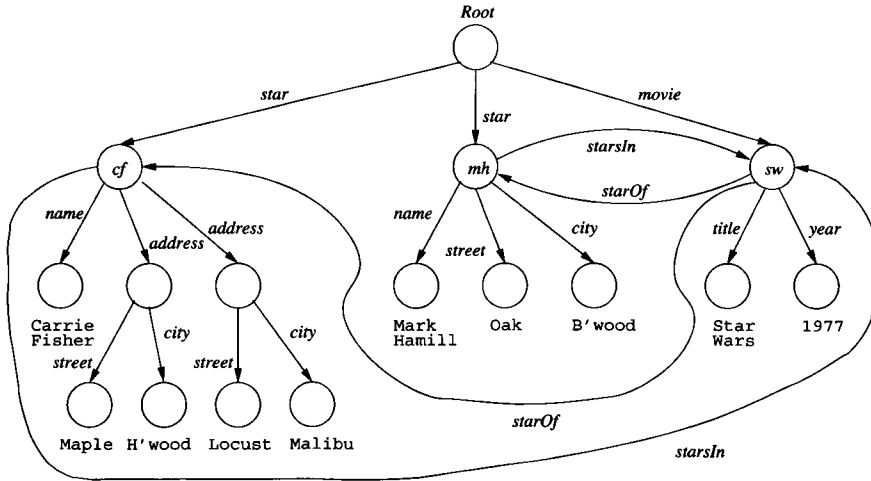 Root
star
star
movie
cf
mh
sw
starsIn
starOf
name
address
address
name
street
city
title
year
Carrie
Fisher
Mark
Hamill
Oak
B'wood
Star
Wars
1977
street
city
street
city
Maple
H'wood
Locust
Malibu
starOf
starsIn